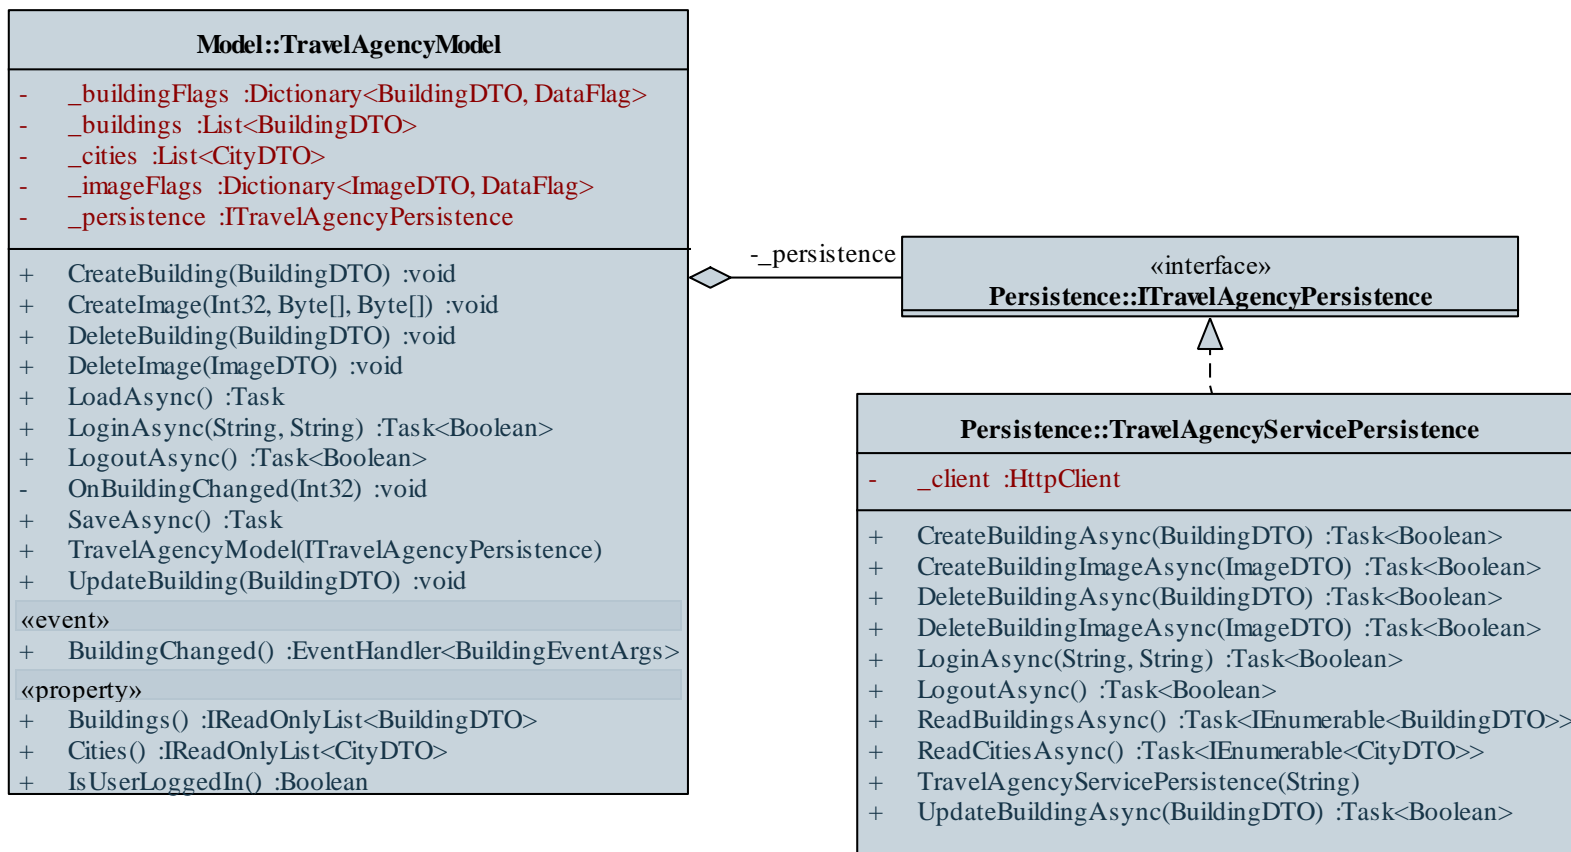 Model::TravelAgencyModel
- _buildingFlags :Dictionary<BuildingDTO, DataFlag>
- _buildings :List<BuildingDTO>
- _cities :List<CityDTO>
- _imageFlags :Dictionary<ImageDTO, DataFlag>
- _persistence :ITravelAgencyPersistence
+ CreateBuilding(BuildingDTO) :void
+ CreateImage(Int32, Byte[], Byte[]) :void
+ DeleteBuilding(BuildingDTO) :void
+ DeleteImage(ImageDTO) :void
+ LoadAsync() :Task
+ LoginAsync(String, String) :Task<Boolean>
+ LogoutAsync() :Task<Boolean>
- OnBuildingChanged(Int32) :void
+ SaveAsync() :Task
+ TravelAgencyModel(ITravelAgencyPersistence)
+ UpdateBuilding(BuildingDTO) :void
«event»
+ BuildingChanged() :EventHandler<BuildingEventArgs>
«property»
+ Buildings() :IReadOnlyList<BuildingDTO>
+ Cities() :IReadOnlyList<CityDTO>
+ IsUserLoggedIn() :Boolean
-_persistence
«interface»
Persistence::ITravelAgencyPersistence
Persistence::TravelAgencyServicePersistence
- _client :HttpClient
+ CreateBuildingAsync(BuildingDTO) :Task<Boolean>
+ CreateBuildingImageAsync(ImageDTO) :Task<Boolean>
+ DeleteBuildingAsync(BuildingDTO) :Task<Boolean>
+ DeleteBuildingImageAsync(ImageDTO) :Task<Boolean>
+ LoginAsync(String, String) :Task<Boolean>
+ LogoutAsync() :Task<Boolean>
+ ReadBuildingsAsync() :Task<IEnumerable<BuildingDTO>>
+ ReadCitiesAsync() :Task<IEnumerable<CityDTO>>
+ TravelAgencyServicePersistence(String)
+ UpdateBuildingAsync(BuildingDTO) :Task<Boolean>